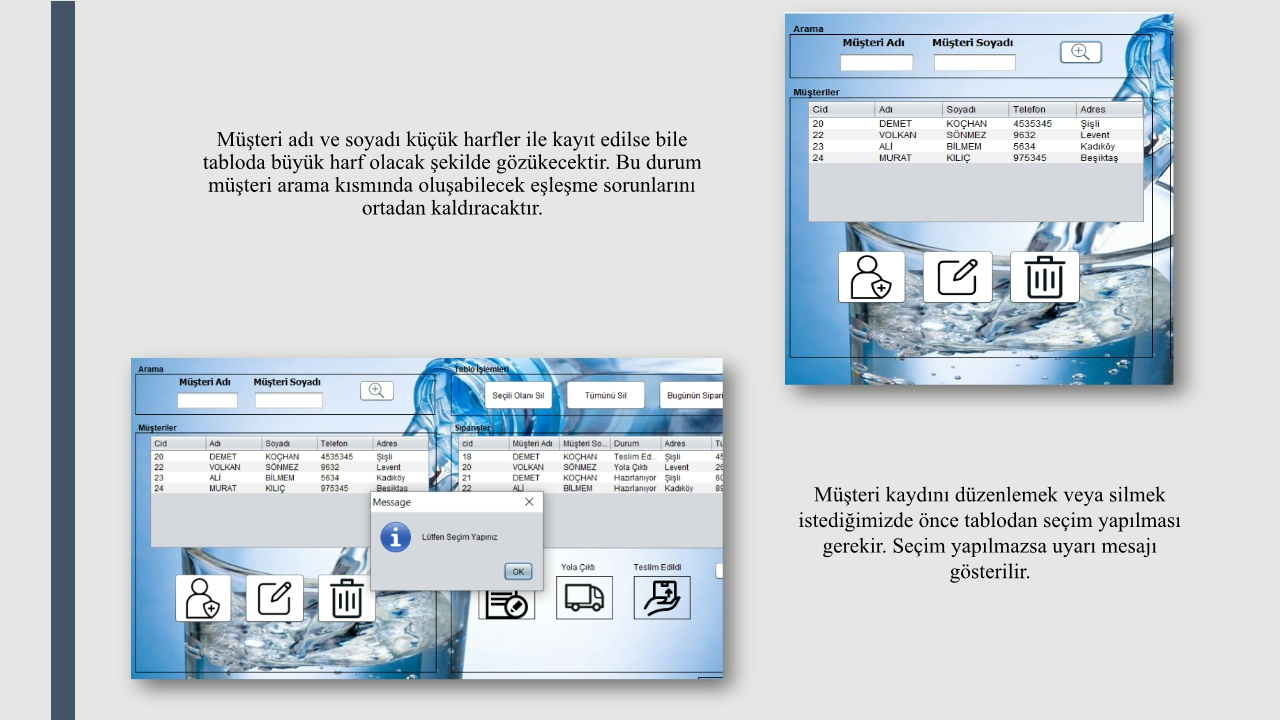 Müşteri adı ve soyadı küçük harfler ile kayıt edilse bile
tabloda büyük harf olacak şekilde gözükecektir. Bu durum
müşteri arama kısmında oluşabilecek eşleşme sorunlarını
ortadan kaldıracaktır.
Arama
Müşteri Adı Müşteri Soyadı
Müşteriler
Cid Adı Soyadı Telefon Adres
20 DEMET KOÇHAN 4535345 Şişli
22 VOLKAN SÖNMEZ 9632 Levent
23 ALİ BİLMEM 5634 Kadıköy
24 MURAT KILIÇ 975345 Beşiktaş
Arama
Müşteri Adı Müşteri Soyadı
Müşteriler
Cid Adı Soyadı Telefon Adres
20 DEMET KOÇHAN 4535345 Şişli
22 VOLKAN SÖNMEZ 9632 Levent
23 ALİ BİLMEM 5634 Kadıköy
24 MURAT KILIÇ 975345 Beşiktaş
Tablo İşlemleri
Seçili Olanı Sil Tümünü Sil Bugünün Sipari
Siparişler
cid Müşteri Adı Müşteri So... Durum Adres Tu
18 DEMET KOÇHAN Teslim Ed... Şişli 45
20 VOLKAN SÖNMEZ Yola Çıktı Levent 26
21 DEMET KOÇHAN Hazırlanıyor Şişli 60
22 ALİ BİLMEM Hazırlanıyor Kadıköy 89
Message
Lütfen Seçim Yapınız
OK
Yola Çıktı Teslim Edildi
Müşteri kaydını düzenlemek veya silmek
istediğimizde önce tablodan seçim yapılması
gerekir. Seçim yapılmazsa uyarı mesajı
gösterilir.